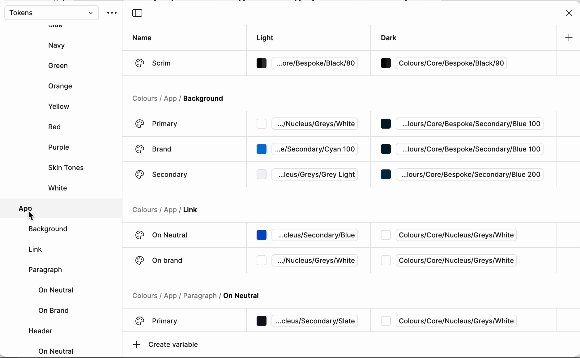 Tokens
Blue
Navy
Green
Orange
Yellow
Red
Purple
Skin Tones
White
App
Background
Link
Paragraph
On Neutral
On Brand
Header
On Neutral
Name Light Dark
Scrim ...ore/Bespoke/Black/80 Colours/Core/Bespoke/Black/90
Colours / App / Background
Primary .../Nucleus/Greys/White ...lours/Core/Bespoke/Secondary/Blue 100
Brand ...e/Secondary/Cyan 100 ...lours/Core/Bespoke/Secondary/Blue 100
Secondary ...leus/Greys/Grey Light ...lours/Core/Bespoke/Secondary/Blue 200
Colours / App / Link
On Neutral ...cleus/Secondary/Blue Colours/Core/Nucleus/Greys/White
On brand .../Nucleus/Greys/White Colours/Core/Nucleus/Greys/White
Colours / App / Paragraph / On Neutral
Primary ...cleus/Secondary/Slate Colours/Core/Nucleus/Greys/White
Create variable